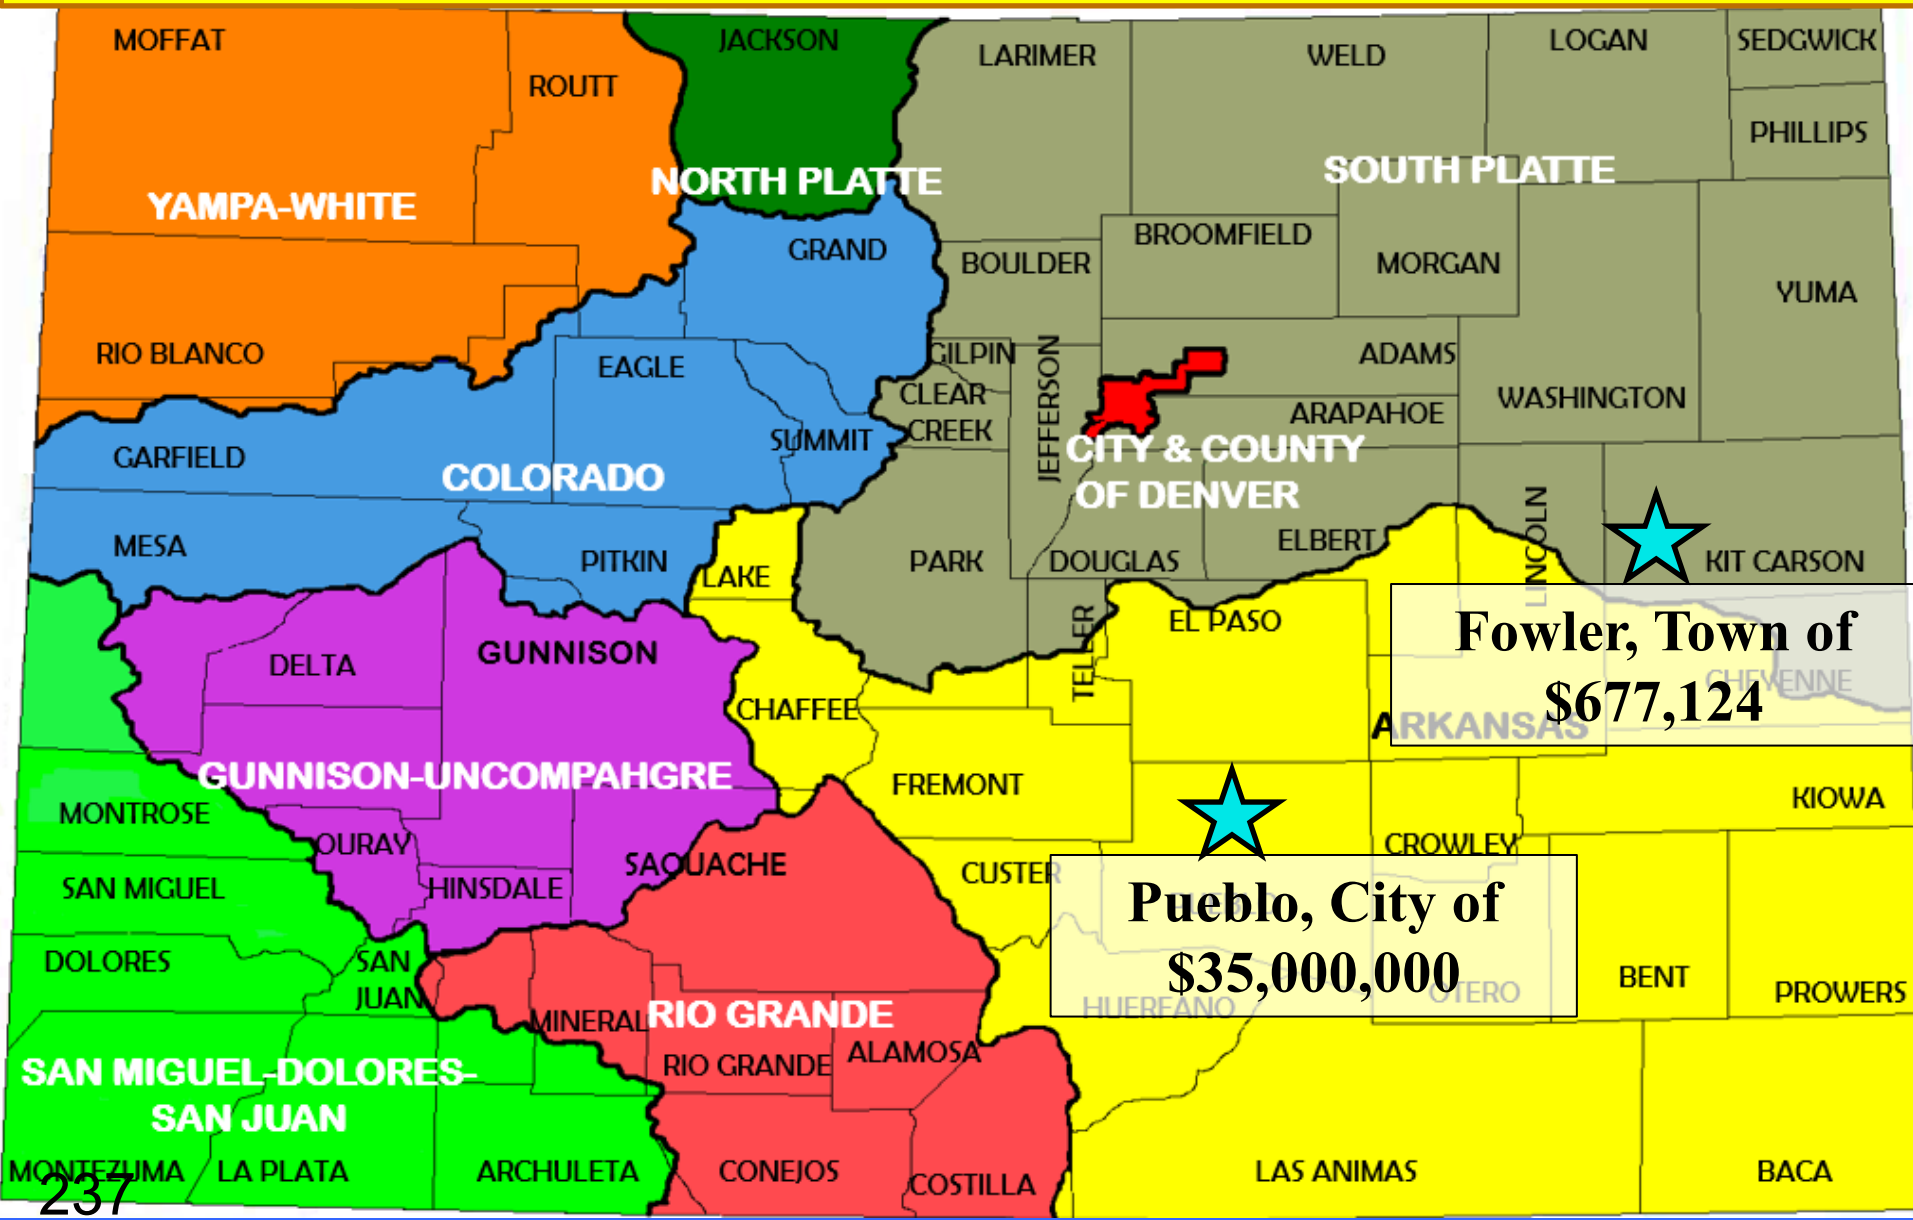 MOFFAT
JACKSON
LARIMER
WELD
LOGAN
SEDGWICK
ROUTT
PHILLIPS
NORTH PLATTE
SOUTH PLATTE
YAMPA-WHITE
GRAND
BOULDER
BROOMFIELD
MORGAN
YUMA
RIO BLANCO
EAGLE
GILPIN
JEFFERSON
ADAMS
CLEAR
CREEK
ARAPAHOE
WASHINGTON
SUMMIT
GARFIELD
COLORADO
CITY & COUNTY
OF DENVER
MESA
PITKIN
LAKE
PARK
DOUGLAS
ELBERT
LINCOLN
KIT CARSON
EL PASO
TELLER
Fowler, Town of
$677,124
CHEYENNE
ARKANSAS
DELTA
GUNNISON
CHAFFEE
GUNNISON-UNCOMPAHGRE
FREMONT
KIOWA
MONTROSE
OURAY
SAQUACHE
CUSTER
CROWLEY
SAN MIGUEL
HINSDALE
Pueblo, City of
$35,000,000
PUEBLO
DOLORES
SAN
JUAN
MINERAL
RIO GRANDE
HUERFANO
OTERO
BENT
PROWERS
RIO GRANDE
ALAMOSA
SAN MIGUEL-DOLORES-
SAN JUAN
MONTEZUMA
LA PLATA
ARCHULETA
CONEJOS
COSTILLA
LAS ANIMAS
BACA
237